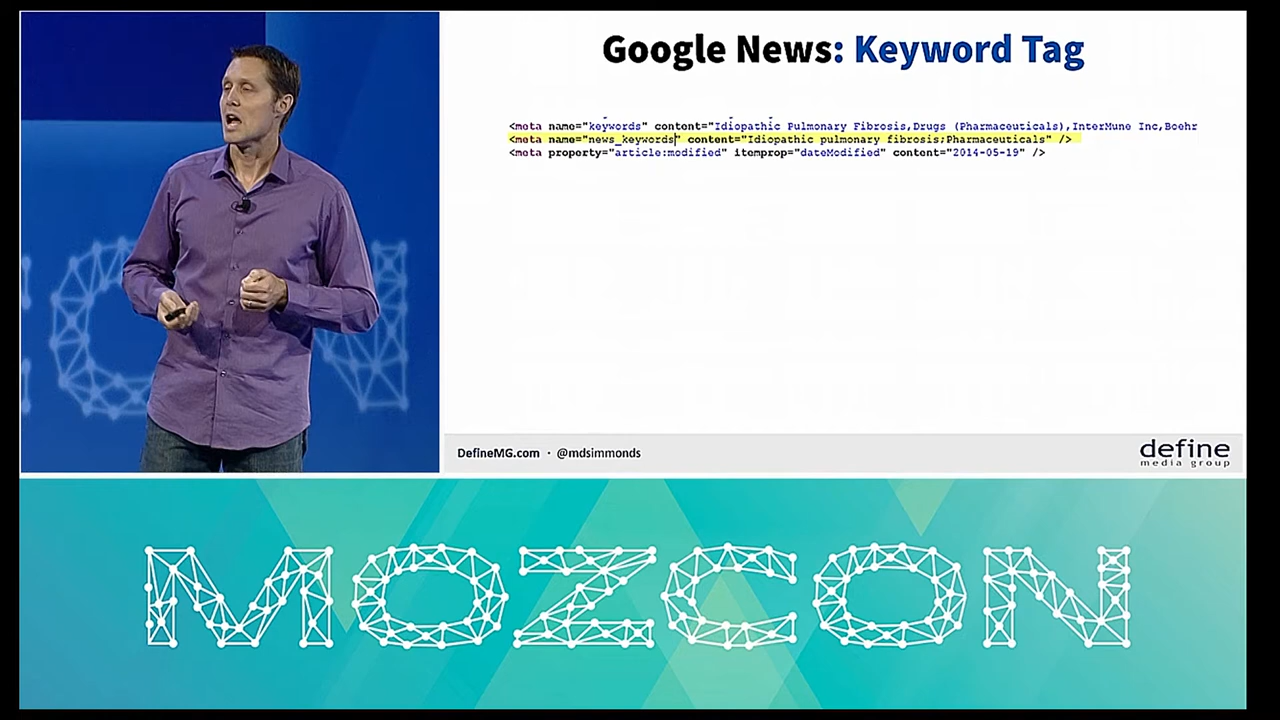 Google News: Keyword Tag
<meta name="keywords" content="Idiopathic Pulmonary Fibrosis,Drugs (Pharmaceuticals),InterMune Inc,Boehr
<meta name="news_keywords" content="Idiopathic pulmonary fibrosis;Pharmaceuticals" />
<meta property="article:modified" itemprop="dateModified" content="2014-05-19" />
DefineMG.com · @mdsimmonds
define
media group
MOZCON